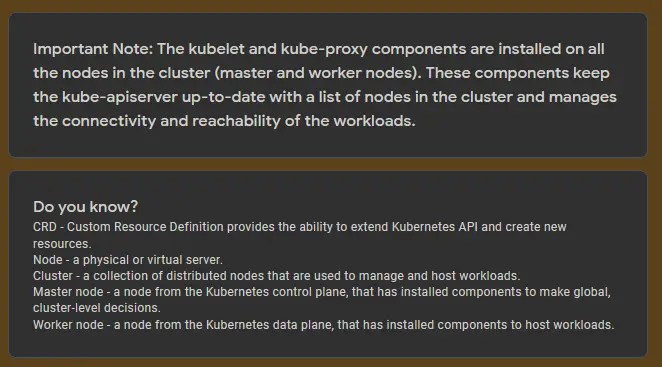 Important Note: The kubelet and kube-proxy components are installed on all
the nodes in the cluster (master and worker nodes). These components keep
the kube-apiserver up-to-date with a list of nodes in the cluster and manages
the connectivity and reachability of the workloads.
Do you know?
CRD - Custom Resource Definition provides the ability to extend Kubernetes API and create new
resources.
Node - a physical or virtual server.
Cluster - a collection of distributed nodes that are used to manage and host workloads.
Master node - a node from the Kubernetes control plane, that has installed components to make global,
cluster-level decisions.
Worker node - a node from the Kubernetes data plane, that has installed components to host workloads.